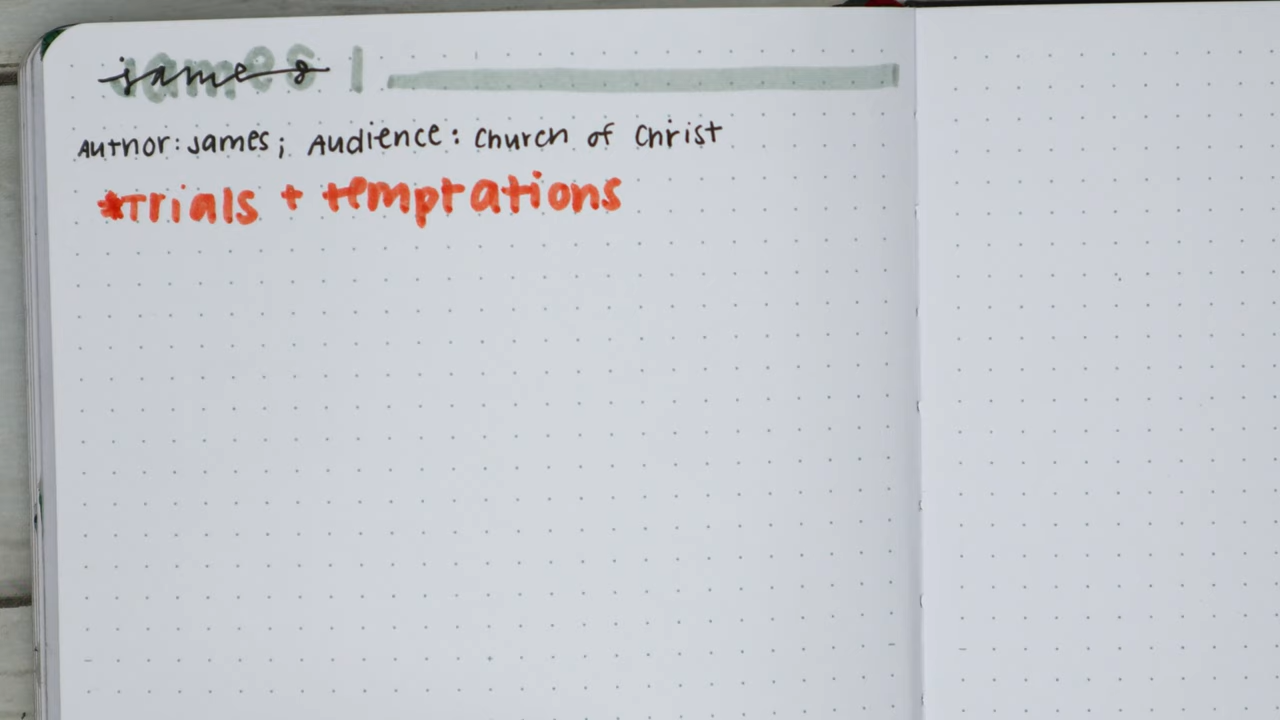 james 1
Author: James; Audience: Church of Christ
*Trials + temptations